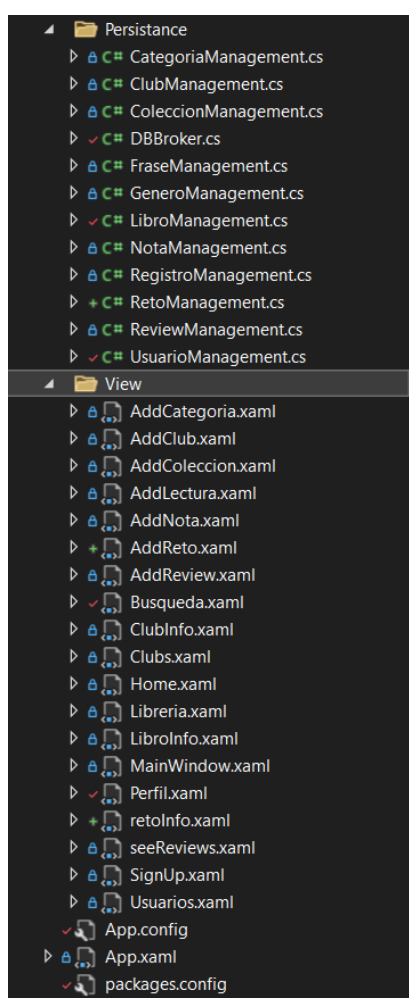 Persistance
C# CategoriaManagement.cs
C# ClubManagement.cs
C# ColeccionManagement.cs
C# DBBroker.cs
C# FraseManagement.cs
C# GeneroManagement.cs
C# LibroManagement.cs
C# NotaManagement.cs
C# RegistroManagement.cs
+ C# RetoManagement.cs
C# ReviewManagement.cs
C# UsuarioManagement.cs
View
AddCategoria.xaml
AddClub.xaml
AddColeccion.xaml
AddLectura.xaml
AddNota.xaml
+ AddReto.xaml
AddReview.xaml
Busqueda.xaml
ClubInfo.xaml
Clubs.xaml
Home.xaml
Libreria.xaml
LibroInfo.xaml
MainWindow.xaml
Perfil.xaml
+ retoInfo.xaml
seeReviews.xaml
SignUp.xaml
Usuarios.xaml
App.config
App.xaml
packages.config